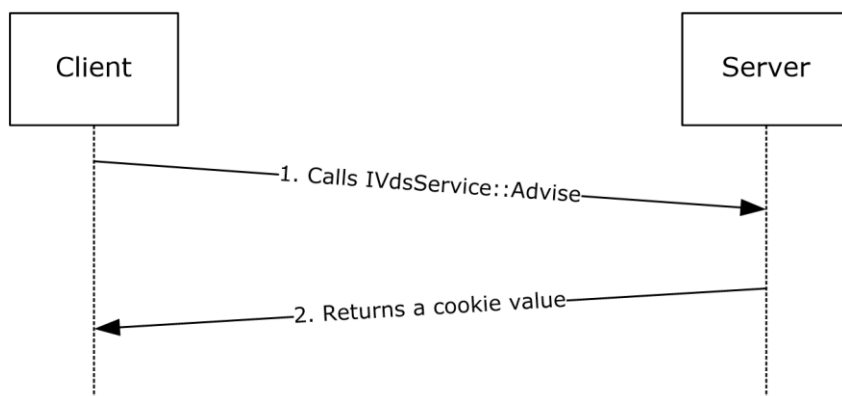 Client
Server
1. Calls IVdsService::Advise
2. Returns a cookie value